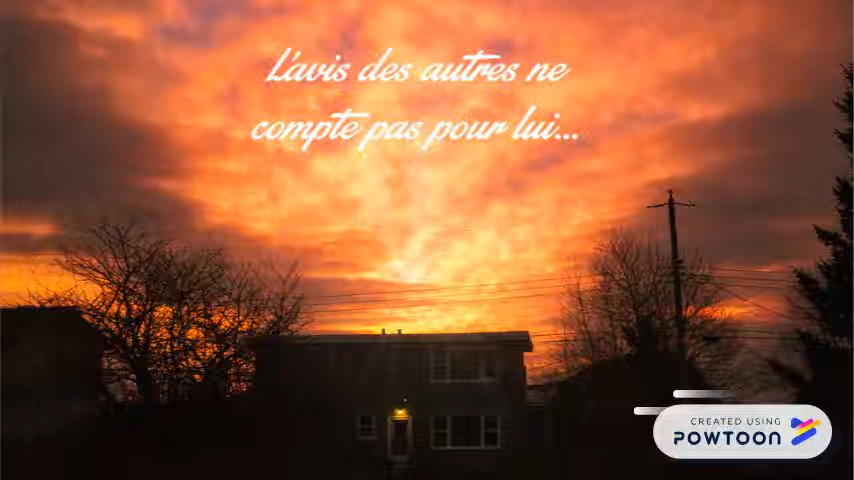 L'avis des autres ne
compte pas pour lui...
CREATED USING
POWTOON